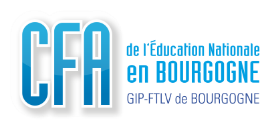 CFA
de l'Éducation Nationale
en BOURGOGNE
GIP-FTLV de BOURGOGNE